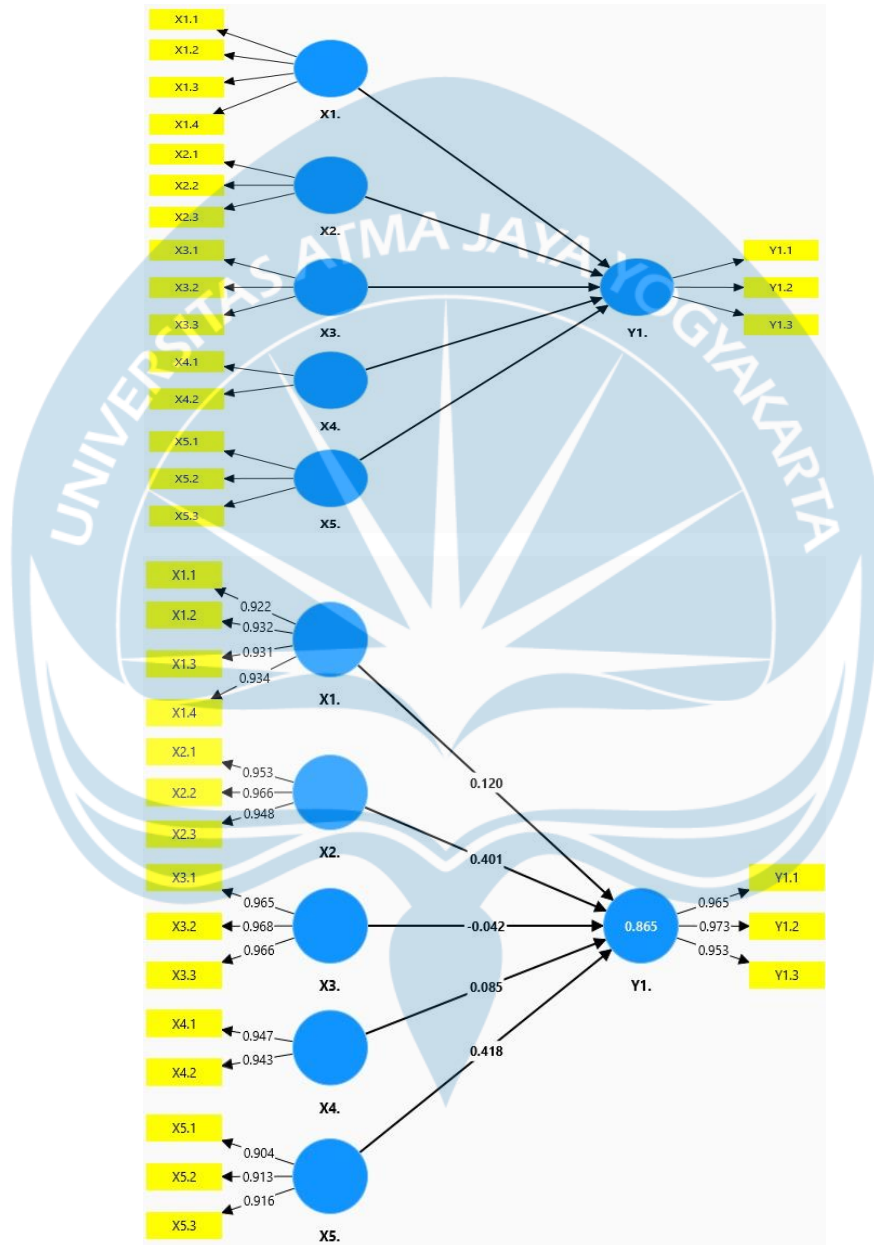 X1.1
X1.2
X1.3
X1.4
X1.
X2.1
X2.2
X2.3
X2.
X3.1
X3.2
X3.3
X3.
X4.1
X4.2
X4.
X5.1
X5.2
X5.3
X5.
Y1.
Y1.1
Y1.2
Y1.3
UNIVERSITAS ATMA JAYA YOGYAKARTA
X1.1
0.922
X1.2
0.932
X1.3
0.931
X1.4
0.934
X1.
0.120
X2.1
0.953
X2.2
0.966
X2.3
0.948
X2.
0.401
X3.1
0.965
X3.2
0.968
X3.3
0.966
X3.
-0.042
X4.1
0.947
X4.2
0.943
X4.
0.085
X5.1
0.904
X5.2
0.913
X5.3
0.916
X5.
0.418
0.865
Y1.
0.965
Y1.1
0.973
Y1.2
0.953
Y1.3